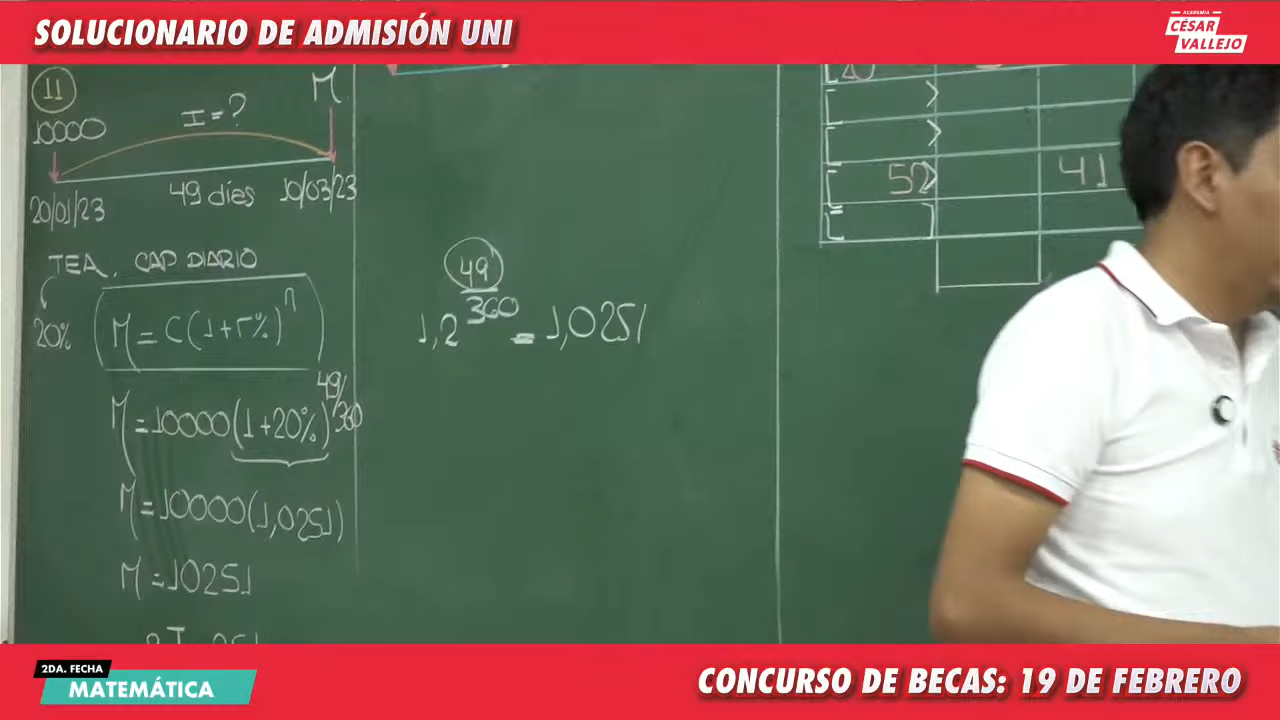 SOLUCIONARIO DE ADMISIÓN UNI
ACADEMIA
CÉSAR
VALLEJO
11
M
10000
I = ?
20/01/23
49 días
10/03/23
TEA. CAP DIARIO
20%
M = C(1+r%)^n
M = 10000(1+20%)^49/360
M = 10000(1,0251)
M = 10251
1,2^49/360 = 1,0251
52
41
2DA. FECHA
MATEMÁTICA
CONCURSO DE BECAS: 19 DE FEBRERO